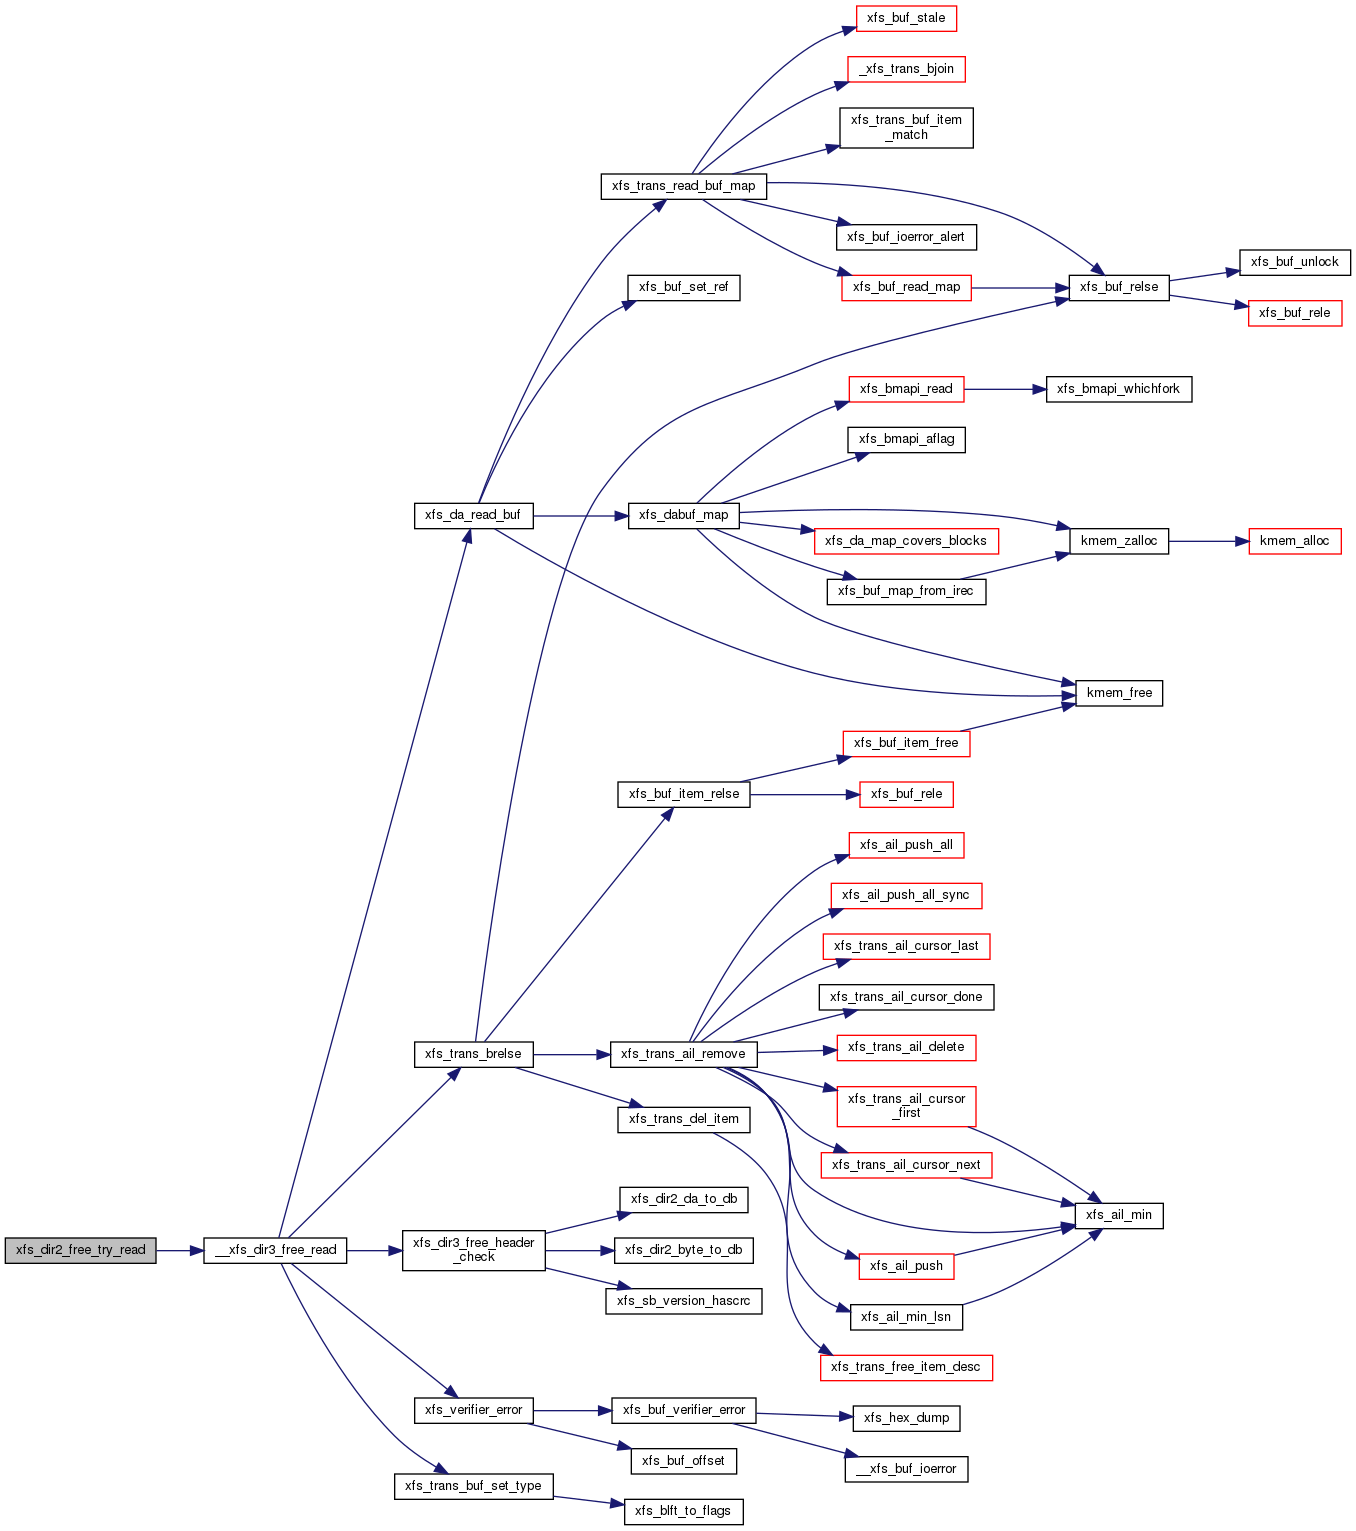 xfs_buf_stale
_xfs_trans_bjoin
xfs_trans_buf_item
_match
xfs_trans_read_buf_map
xfs_buf_ioerror_alert
xfs_buf_unlock
xfs_buf_set_ref
xfs_buf_read_map
xfs_buf_relse
xfs_buf_rele
xfs_bmapi_read
xfs_bmapi_whichfork
xfs_bmapi_aflag
xfs_da_read_buf
xfs_dabuf_map
xfs_da_map_covers_blocks
kmem_zalloc
kmem_alloc
xfs_buf_map_from_irec
kmem_free
xfs_buf_item_free
xfs_buf_item_relse
xfs_buf_rele
xfs_ail_push_all
xfs_ail_push_all_sync
xfs_trans_ail_cursor_last
xfs_trans_ail_cursor_done
xfs_trans_brelse
xfs_trans_ail_remove
xfs_trans_ail_delete
xfs_trans_ail_cursor
_first
xfs_trans_del_item
xfs_trans_ail_cursor_next
xfs_dir2_da_to_db
xfs_ail_min
xfs_dir2_free_try_read
__xfs_dir3_free_read
xfs_dir3_free_header
_check
xfs_dir2_byte_to_db
xfs_ail_push
xfs_sb_version_hascrc
xfs_ail_min_lsn
xfs_trans_free_item_desc
xfs_verifier_error
xfs_buf_verifier_error
xfs_hex_dump
xfs_buf_offset
__xfs_buf_ioerror
xfs_trans_buf_set_type
xfs_blft_to_flags